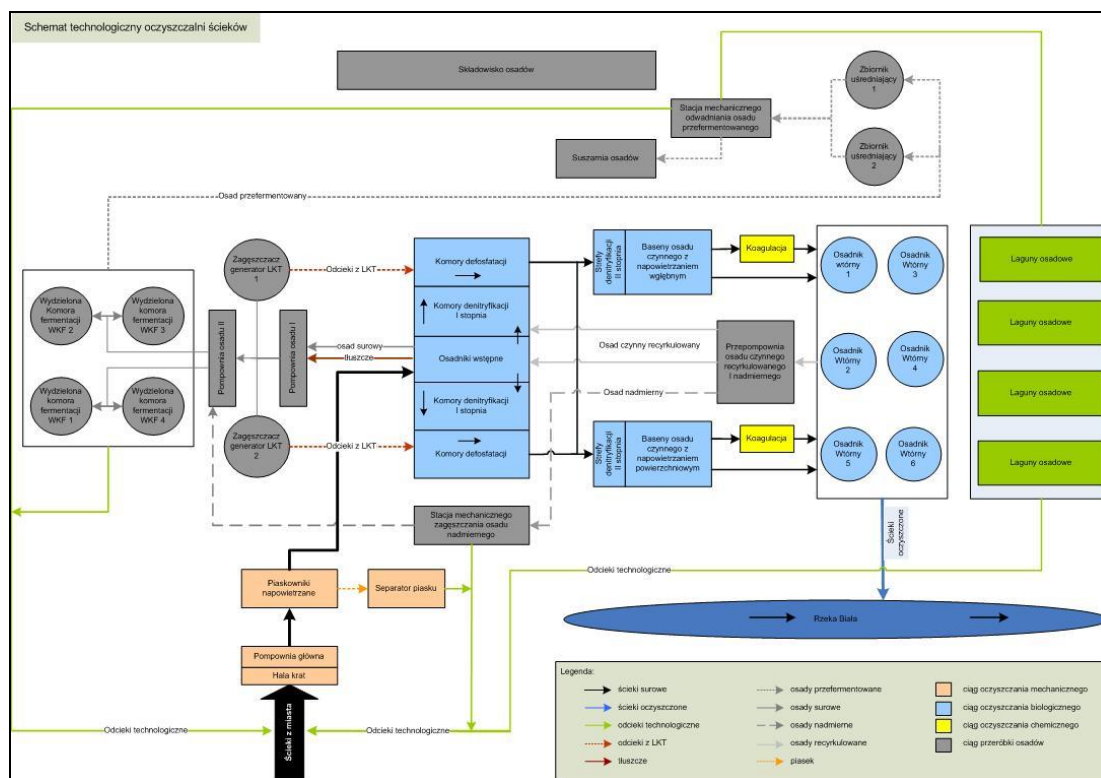 Schemat technologiczny oczyszczalni ścieków
Składowisko osadów
Zbiornik
uśredniający
1
Stacja mechanicznego
odwadniania osadu
przefermentowanego
Suszarnia osadów
Zbiornik
uśredniający
2
Osad przefermentowany
Zagęszczacz
generator LKT
1
Odcieki z LKT
Komory defosfatacji
Strefy
denitryfikacji
II stopnia
Baseny osadu
czynnego z
napowietrzaniem
wgłębnym
Koagulacja
Osadnik
wtórny
1
Osadnik
Wtórny
3
Laguny osadowe
Wydzielona
Komora
fermentacji
WKF 2
Wydzielona
komora
fermentacji
WKF 3
Pompownia osadu II
Pompownia osadu I
Komory denitryfikacji
I stopnia
Laguny osadowe
osad surowy
tłuszcze
Osadniki wstępne
Osad czynny recyrkulowany
Przepompownia
osadu czynnego
recyrkulowanego
I nadmiernego
Osadnik
Wtórny
2
Osadnik
Wtórny
4
Wydzielona
komora
fermentacji
WKF 1
Wydzielona
komora
fermentacji
WKF 4
Komory denitryfikacji
I stopnia
Osad nadmierny
Laguny osadowe
Zagęszczacz
generator LKT
2
Odcieki z LKT
Komory defosfatacji
Strefy
denitryfikacji
II stopnia
Baseny osadu
czynnego z
napowietrzaniem
powierzchniowym
Koagulacja
Osadnik
Wtórny
5
Osadnik
Wtórny
6
Laguny osadowe
Stacja mechanicznego
zagęszczania osadu
nadmiernego
Ścieki
oczyszczone
Odcieki technologiczne
Piaskowniki
napowietrzane
Separator piasku
Rzeka Biała
Pompownia główna
Hala krat
Ścieki z miasta
Odcieki technologiczne
Odcieki technologiczne
Legenda:
ścieki surowe
ścieki oczyszczone
odcieki technologiczne
odcieki z LKT
tłuszcze
osady przefermentowane
osady surowe
osady nadmierne
osady recyrkulowane
piasek
ciąg oczyszczania mechanicznego
ciąg oczyszczania biologicznego
ciąg oczyszczania chemicznego
ciąg przeróbki osadów